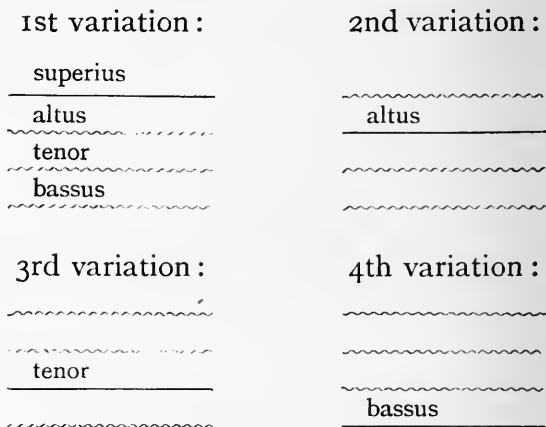 1st variation:
superius
altus
tenor
bassus
2nd variation:
altus
3rd variation:
tenor
4th variation:
bassus